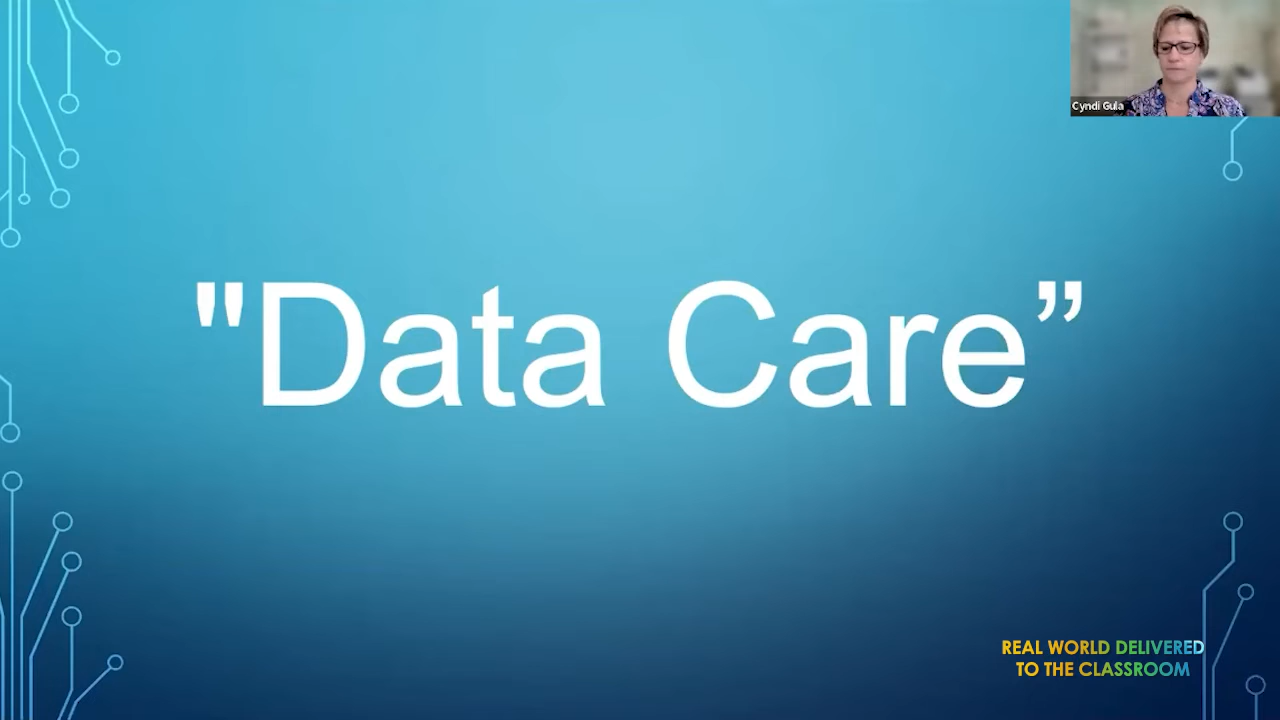 Cyndi Gula
"Data Care”
REAL WORLD DELIVERED
TO THE CLASSROOM